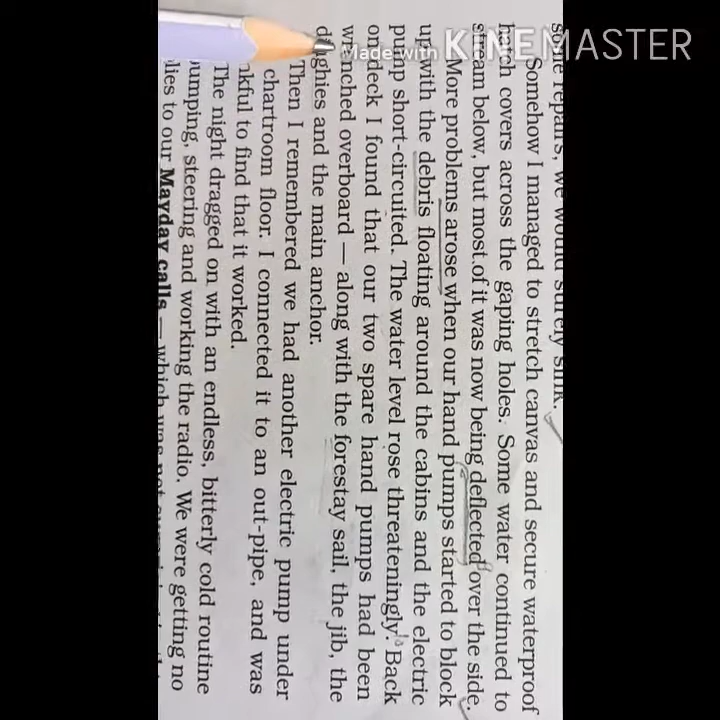 some repairs, we would surely sink.
Somehow I managed to stretch canvas and secure waterproof
hatch covers across the gaping holes. Some water continued to
stream below, but most of it was now being deflected over the side.
More problems arose when our hand pumps started to block
up with the debris floating around the cabins and the electric
pump short-circuited. The water level rose threateningly. Back
on deck I found that our two spare hand pumps had been
wrenched overboard — along with the forestay sail, the jib, the
dinghies and the main anchor.
Then I remembered we had another electric pump under
chartroom floor. I connected it to an out-pipe, and was
nkful to find that it worked.
The night dragged on with an endless, bitterly cold routine
pumping, steering and working the radio. We were getting no
plies to our Mayday calls — which was not
Made with KINEMASTER